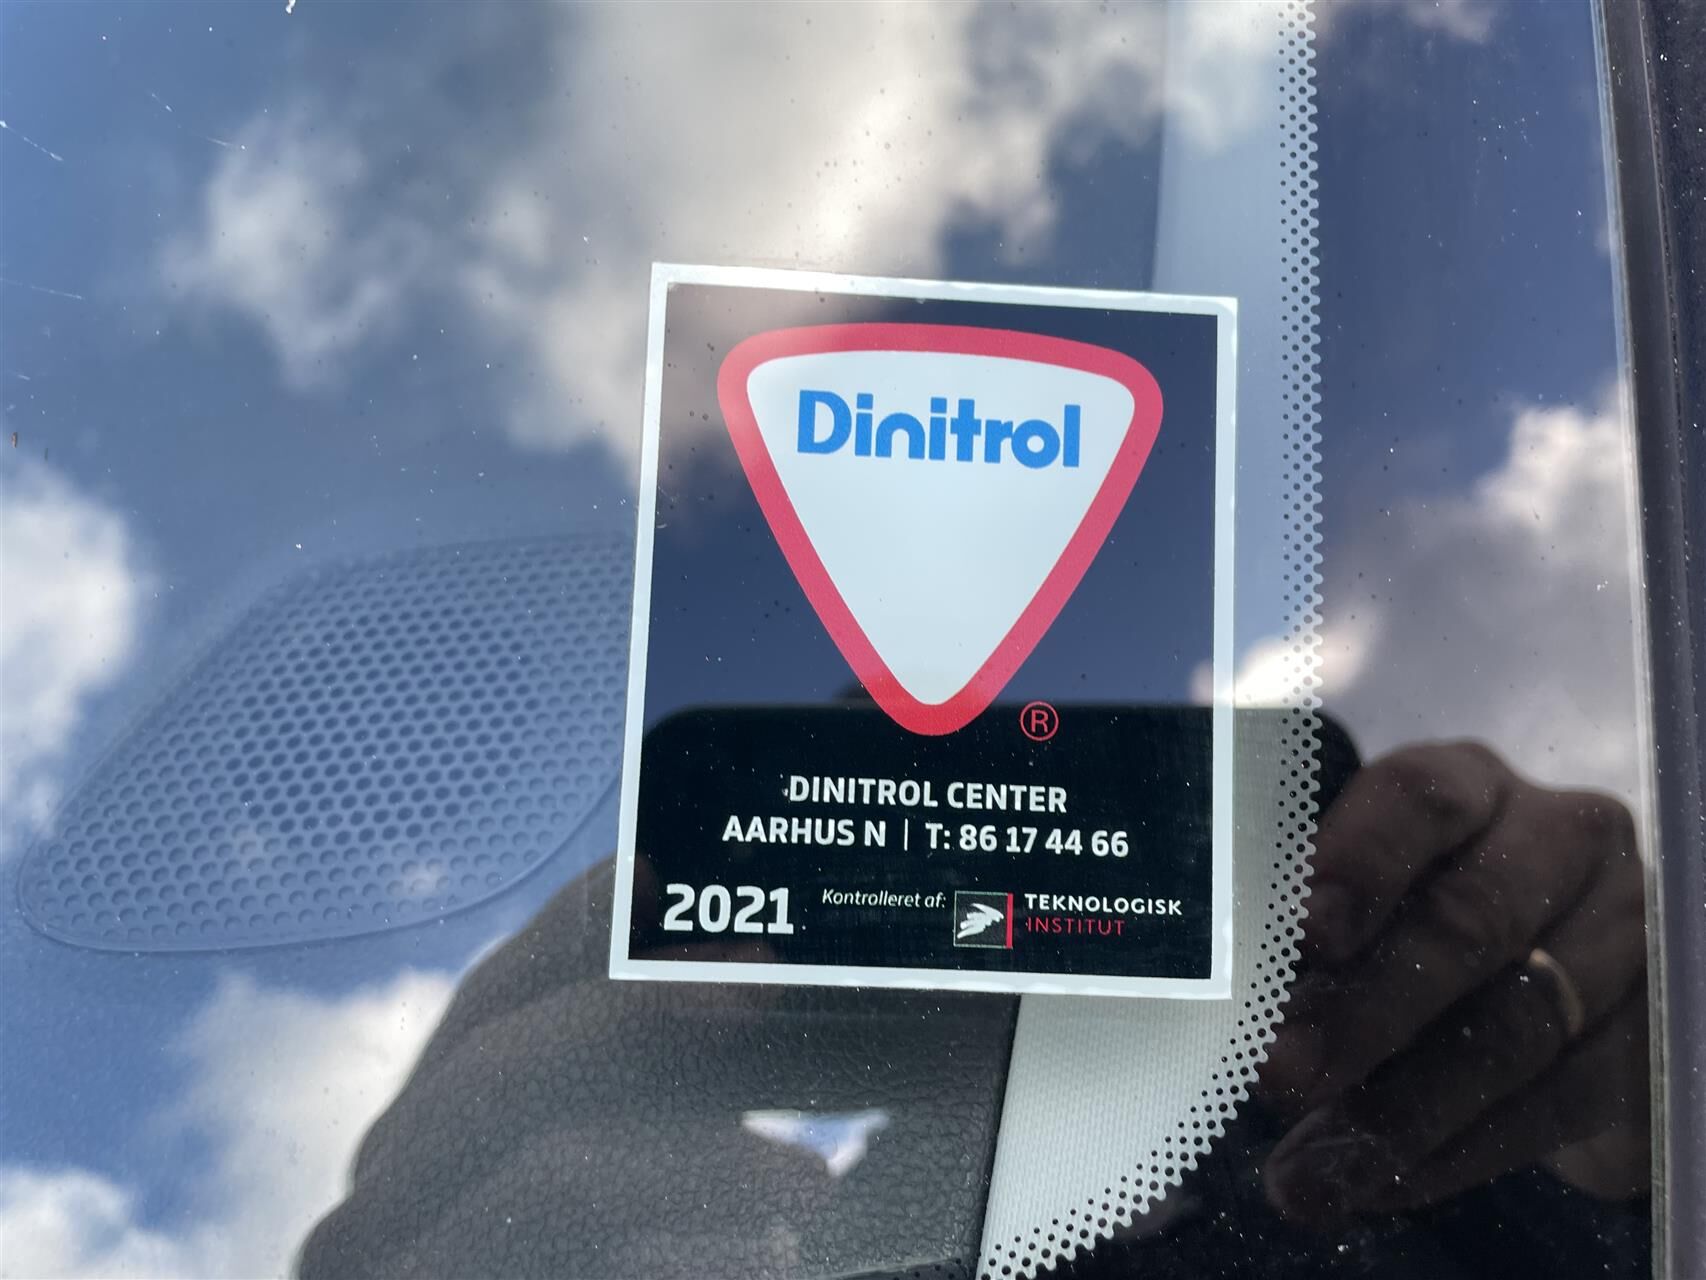 Dinitrol
®
DINITROL CENTER
AARHUS N | T: 86 17 44 66
2021 Kontrolleret af: TEKNOLOGISK
INSTITUT